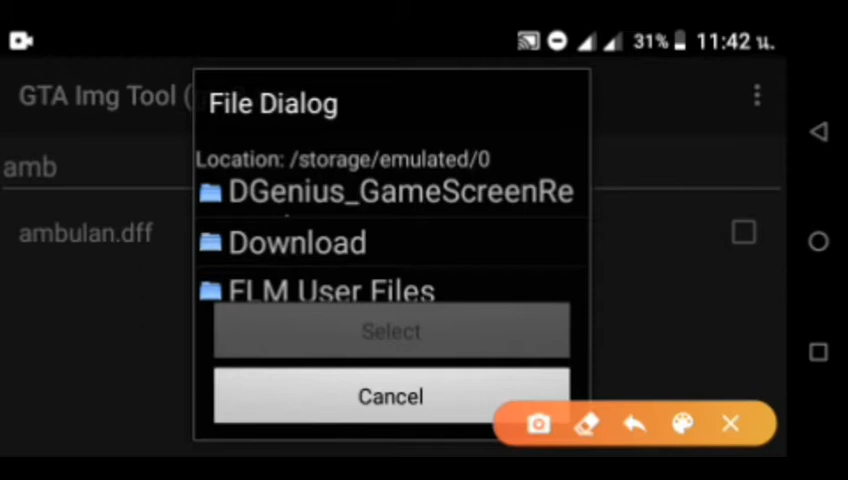 31% 11:42 น.
GTA Img Tool (
File Dialog
amb
Location: /storage/emulated/0
DGenius_GameScreenRe
ambulan.dff
Download
FLM User Files
Select
Cancel